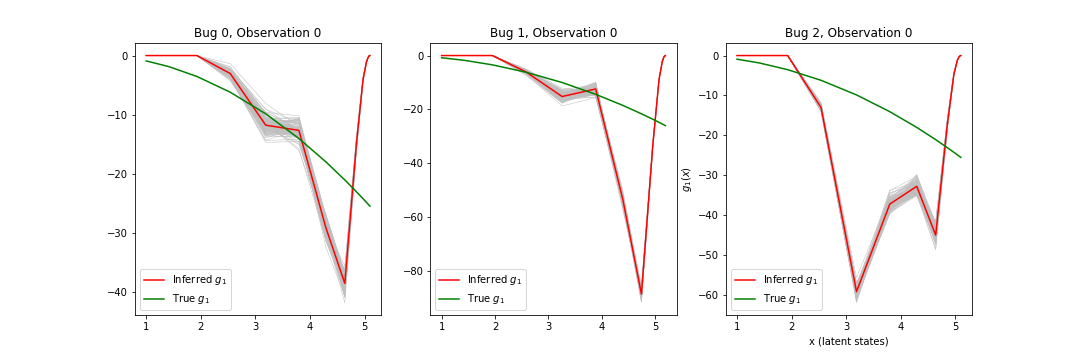 Bug 0, Observation 0
0
−10
−20
−30
−40
1 2 3 4 5
Inferred g₁
True g₁
Bug 1, Observation 0
0
−20
−40
−60
−80
1 2 3 4 5
Inferred g₁
True g₁
Bug 2, Observation 0
g₁(x)
0
−10
−20
−30
−40
−50
−60
1 2 3 4 5
x (latent states)
Inferred g₁
True g₁